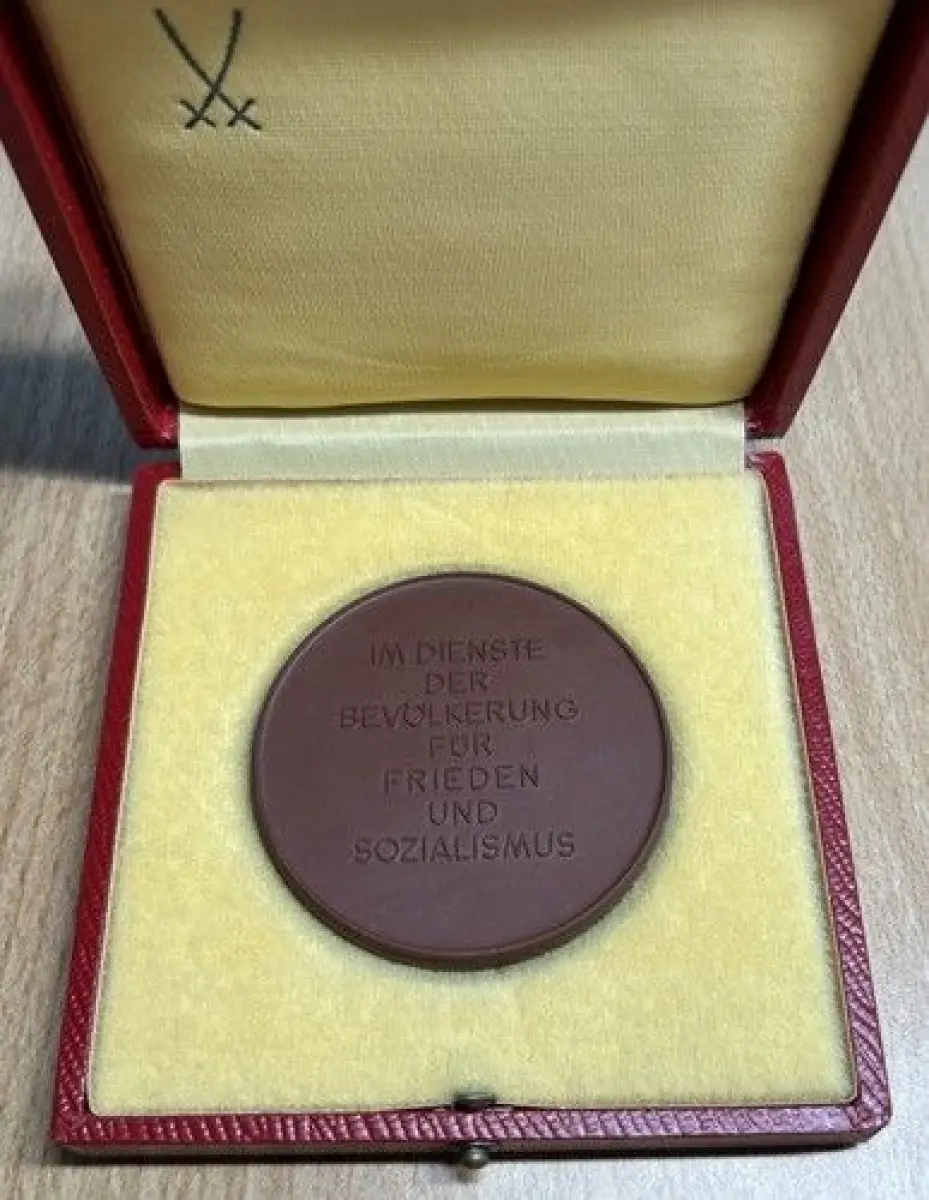 IM DIENSTE
DER
BEVÖLKERUNG
FÜR
FRIEDEN
UND
SOZIALISMUS